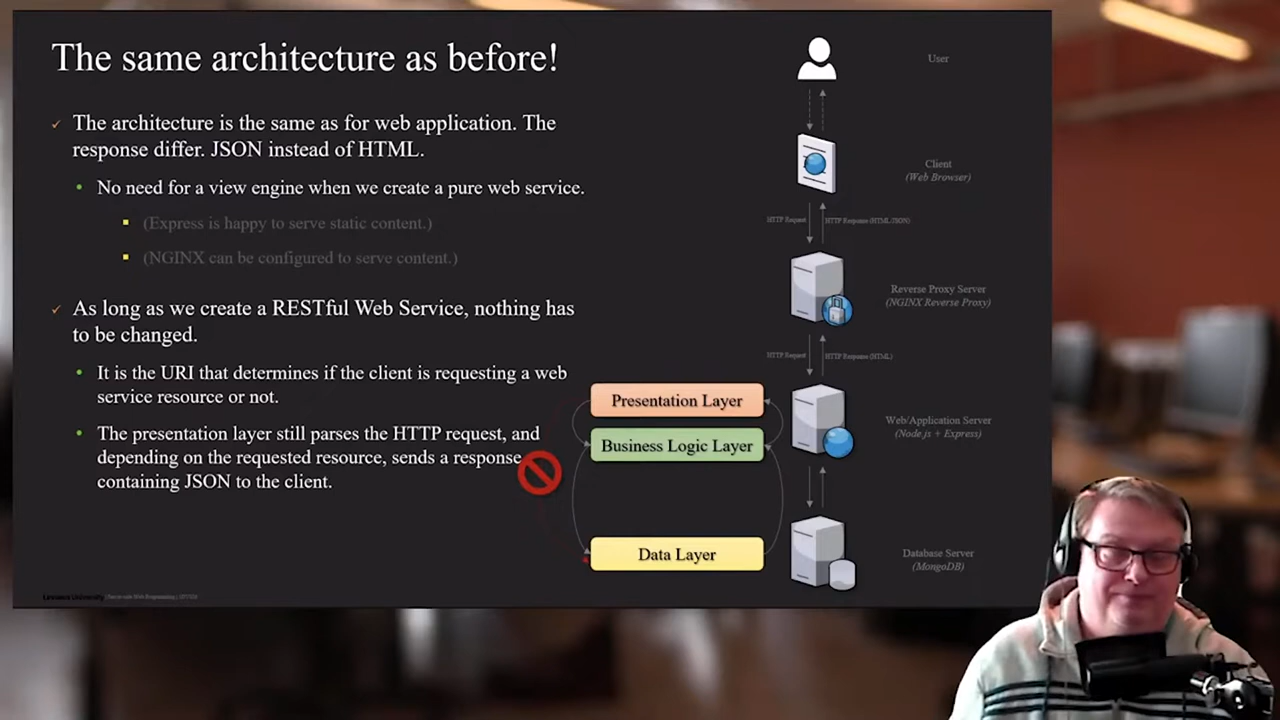 The same architecture as before!
The architecture is the same as for web application. The
response differ. JSON instead of HTML.
No need for a view engine when we create a pure web service.
(Express is happy to serve static content.)
(NGINX can be configured to serve content.)
As long as we create a RESTful Web Service, nothing has
to be changed.
It is the URI that determines if the client is requesting a web
service resource or not.
The presentation layer still parses the HTTP request, and
depending on the requested resource, sends a response
containing JSON to the client.
User
Client
(Web Browser)
HTTP Request
HTTP Response (HTML/JSON)
Reverse Proxy Server
(NGINX Reverse Proxy)
HTTP Request
HTTP Response (HTML)
Presentation Layer
Business Logic Layer
Web/Application Server
(Node.js + Express)
Data Layer
Database Server
(MongoDB)